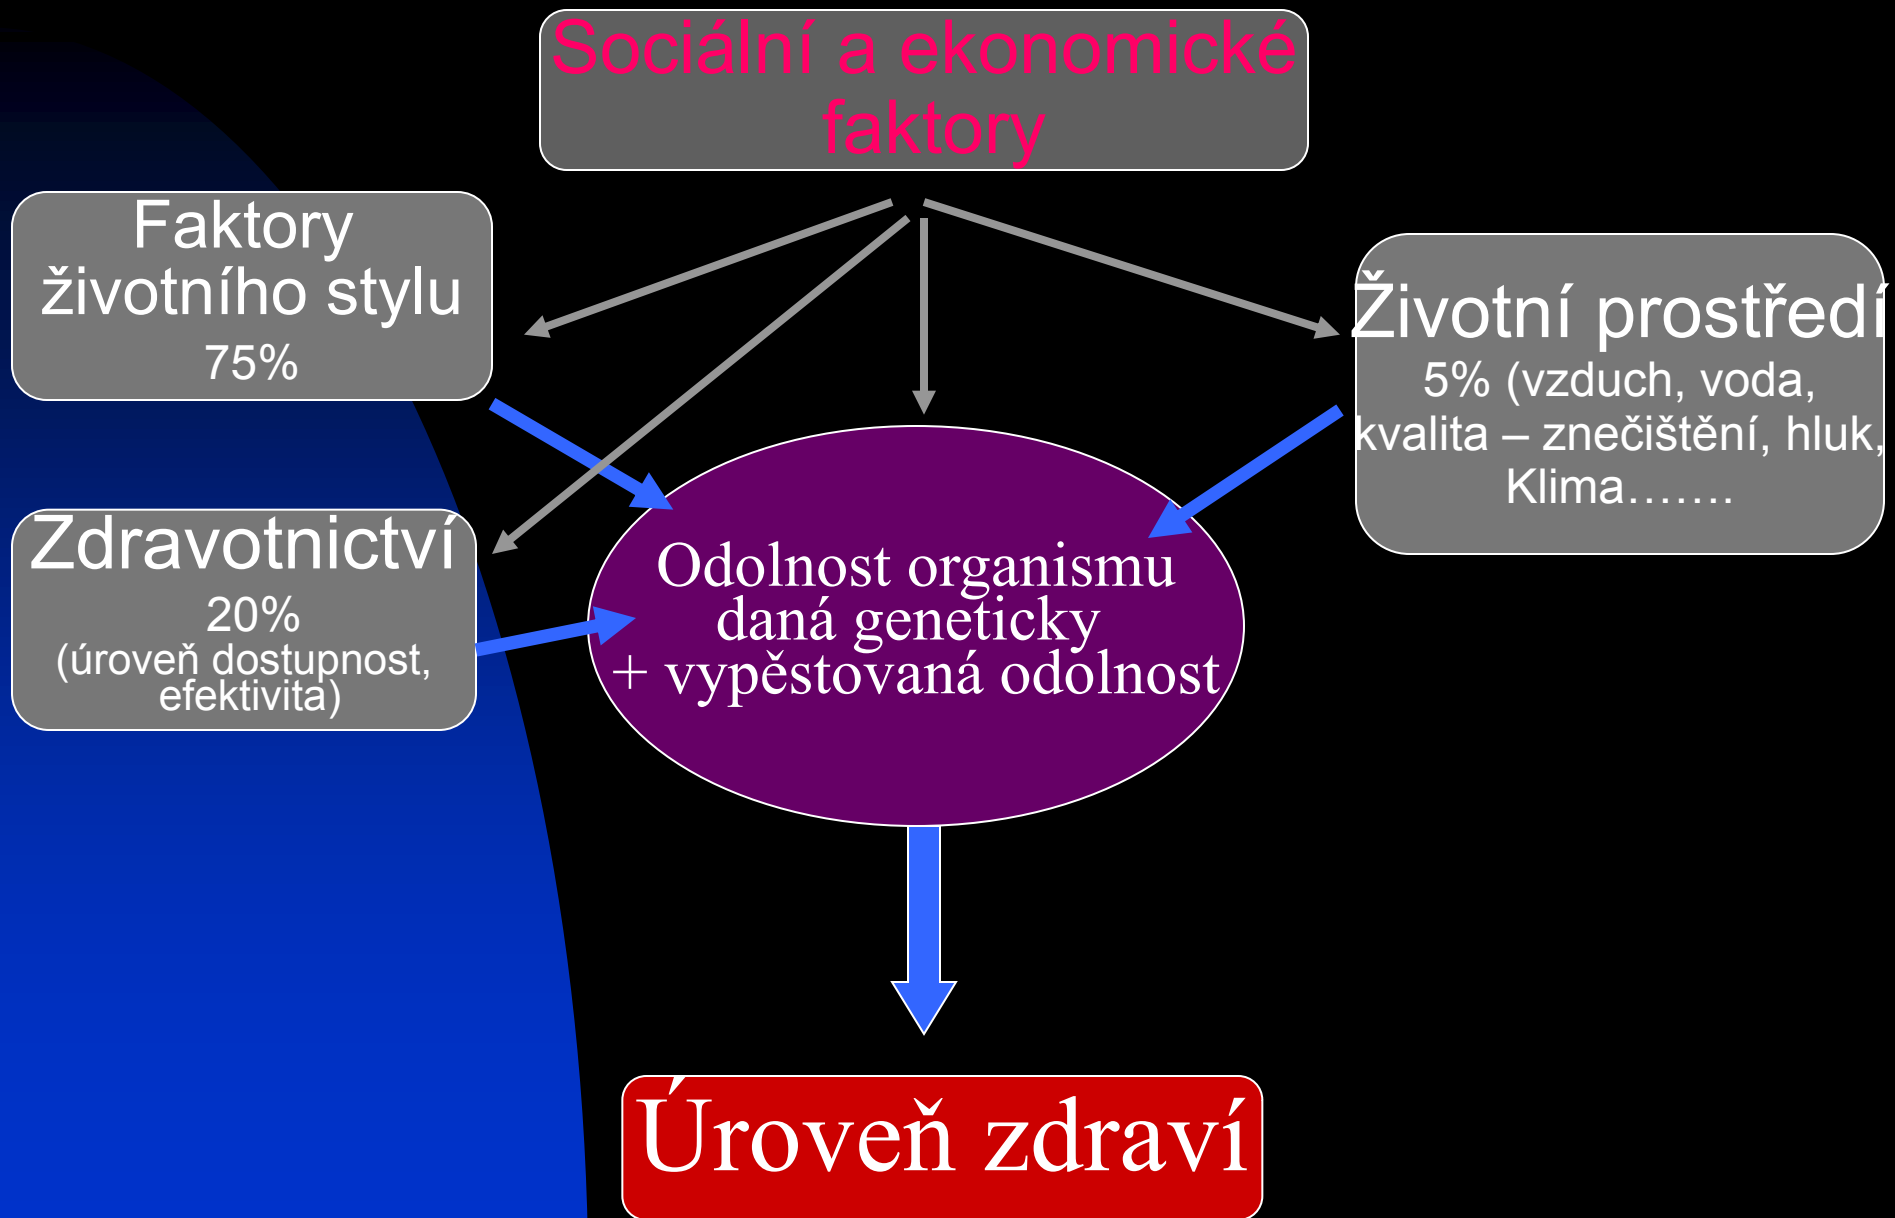 Sociální a ekonomické
faktory
Faktory
životního stylu
75%
Životní prostředí
5% (vzduch, voda,
kvalita – znečištění, hluk,
Klima…….
Zdravotnictví
20%
(úroveň dostupnost,
efektivita)
Odolnost organismu
daná geneticky
+ vypěstovaná odolnost
Úroveň zdraví